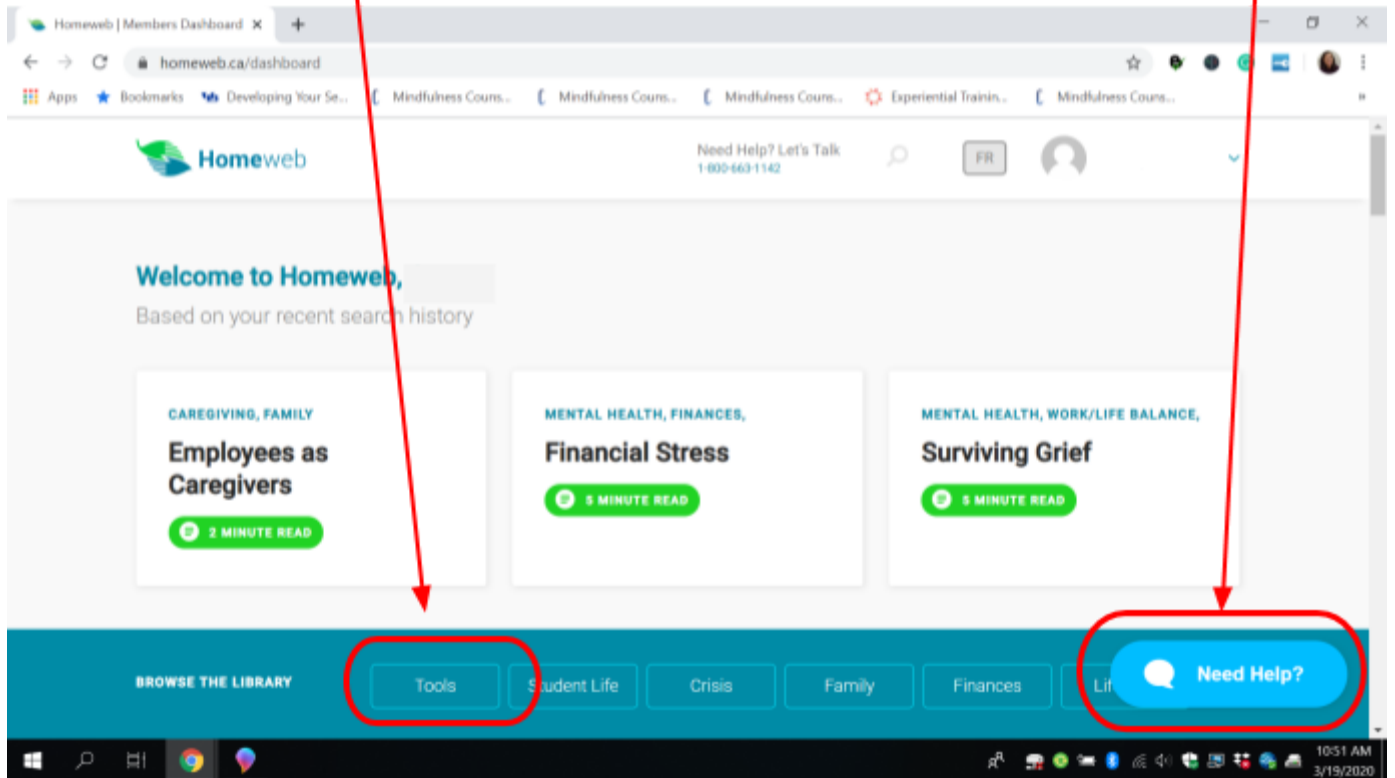 Homeweb | Members Dashboard
homeweb.ca/dashboard
Apps Bookmarks Developing Your Se... Mindfulness Couns... Mindfulness Couns... Mindfulness Couns... Experiential Trainin... Mindfulness Couns...
Homeweb
Need Help? Let's Talk
1-800-663-1142
FR
Welcome to Homeweb,
Based on your recent search history
CAREGIVING, FAMILY
Employees as
Caregivers
2 MINUTE READ
MENTAL HEALTH, FINANCES,
Financial Stress
5 MINUTE READ
MENTAL HEALTH, WORK/LIFE BALANCE,
Surviving Grief
5 MINUTE READ
BROWSE THE LIBRARY
Tools
Student Life
Crisis
Family
Finances
Need Help?
10:51 AM
3/19/2020